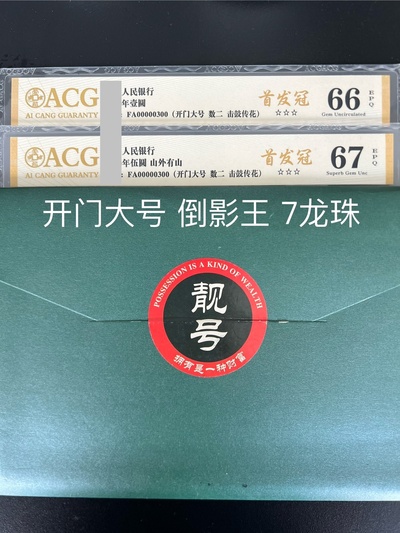 ACG
AI CANG GUARANTY
人民银行
年壹圆
: FA00000300 (开门大号 数二 击鼓传花)
首发冠
☆☆☆
66
Gem Uncirculated
EPQ
ACG
AI CANG GUARANTY
人民银行
年伍圆 山外有山
: FA00000300 (开门大号 数二 击鼓传花)
首发冠
☆☆☆
67
Superb Gem Unc
EPQ
开门大号 倒影王 7龙珠
POSSESSION IS A KIND OF WEALTH
靓号
拥有是一种财富